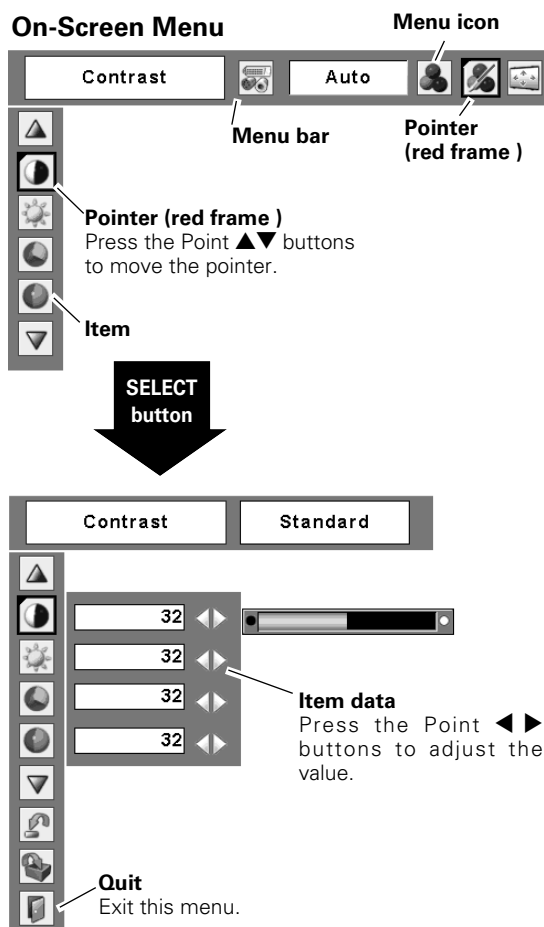 On-Screen Menu
Menu icon
Contrast
Auto
Menu bar
Pointer
(red frame )
Pointer (red frame )
Press the Point ▲▼ buttons
to move the pointer.
Item
SELECT
button
Contrast
Standard
32
32
32
32
Item data
Press the Point ◀ ▶
buttons to adjust the
value.
Quit
Exit this menu.